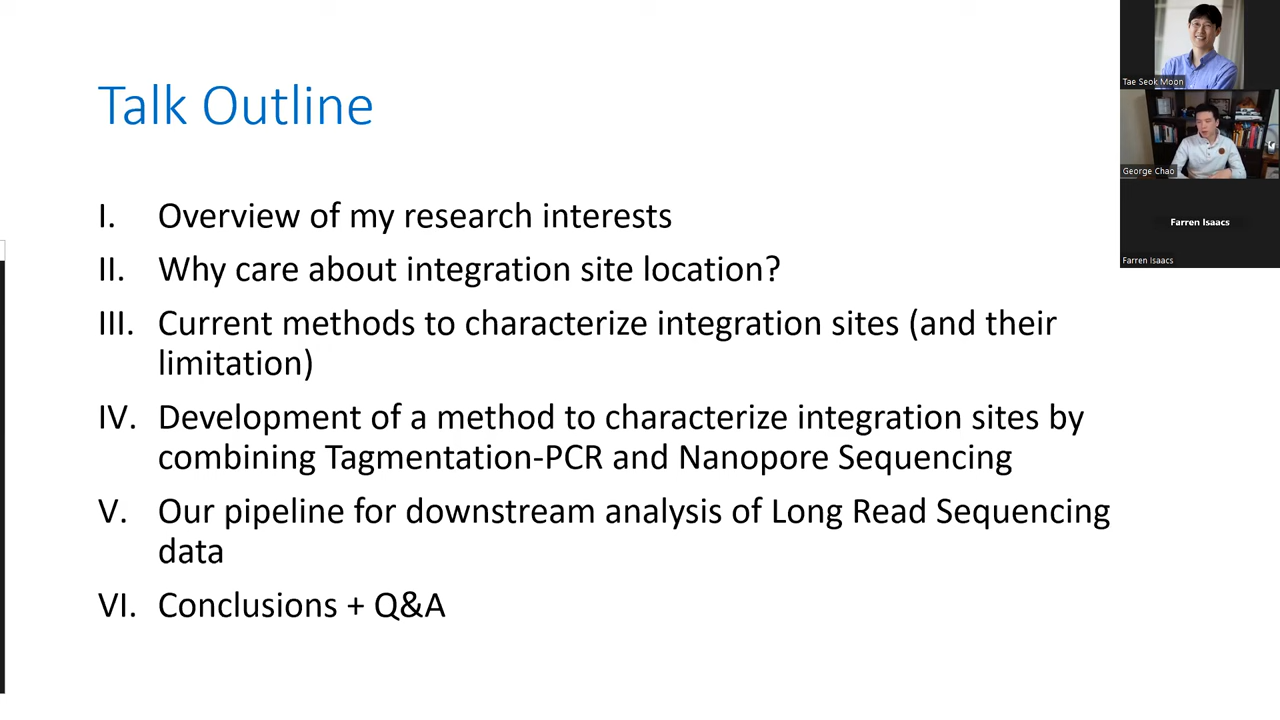 Talk Outline
I. Overview of my research interests
II. Why care about integration site location?
III. Current methods to characterize integration sites (and their
limitation)
IV. Development of a method to characterize integration sites by
combining Tagmentation-PCR and Nanopore Sequencing
V. Our pipeline for downstream analysis of Long Read Sequencing
data
VI. Conclusions + Q&A
Tae Seok Moon
George Chao
Farren Isaacs
Farren Isaacs